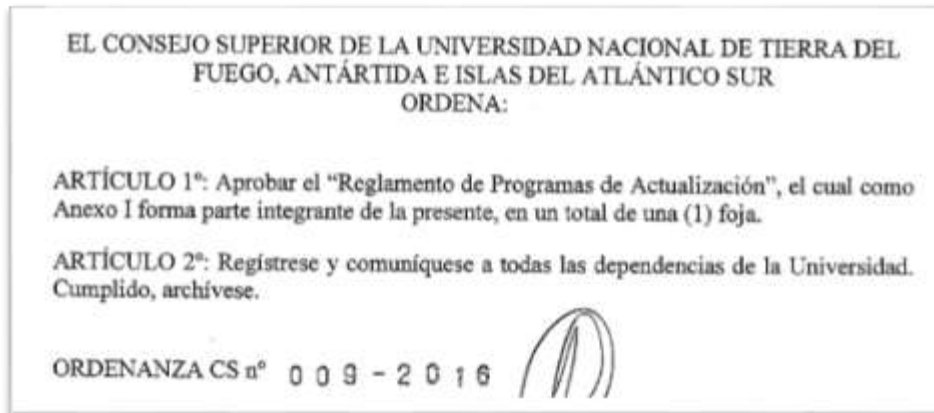 EL CONSEJO SUPERIOR DE LA UNIVERSIDAD NACIONAL DE TIERRA DEL
FUEGO, ANTÁRTIDA E ISLAS DEL ATLÁNTICO SUR
ORDENA:
ARTÍCULO 1º: Aprobar el “Reglamento de Programas de Actualización”, el cual como
Anexo I forma parte integrante de la presente, en un total de una (1) foja.
ARTÍCULO 2º: Regístrese y comuníquese a todas las dependencias de la Universidad.
Cumplido, archívese.
ORDENANZA CS nº 009-2016